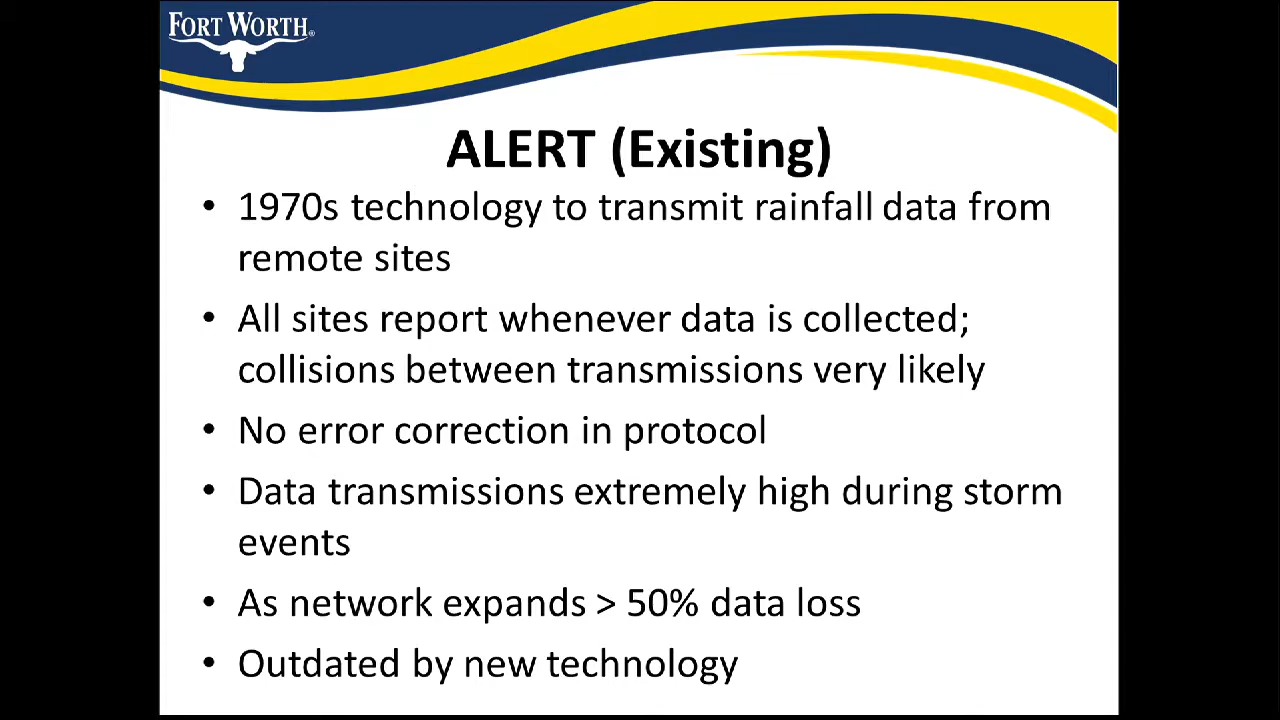 FORT WORTH®
ALERT (Existing)
• 1970s technology to transmit rainfall data from
remote sites
• All sites report whenever data is collected;
collisions between transmissions very likely
• No error correction in protocol
• Data transmissions extremely high during storm
events
• As network expands > 50% data loss
• Outdated by new technology